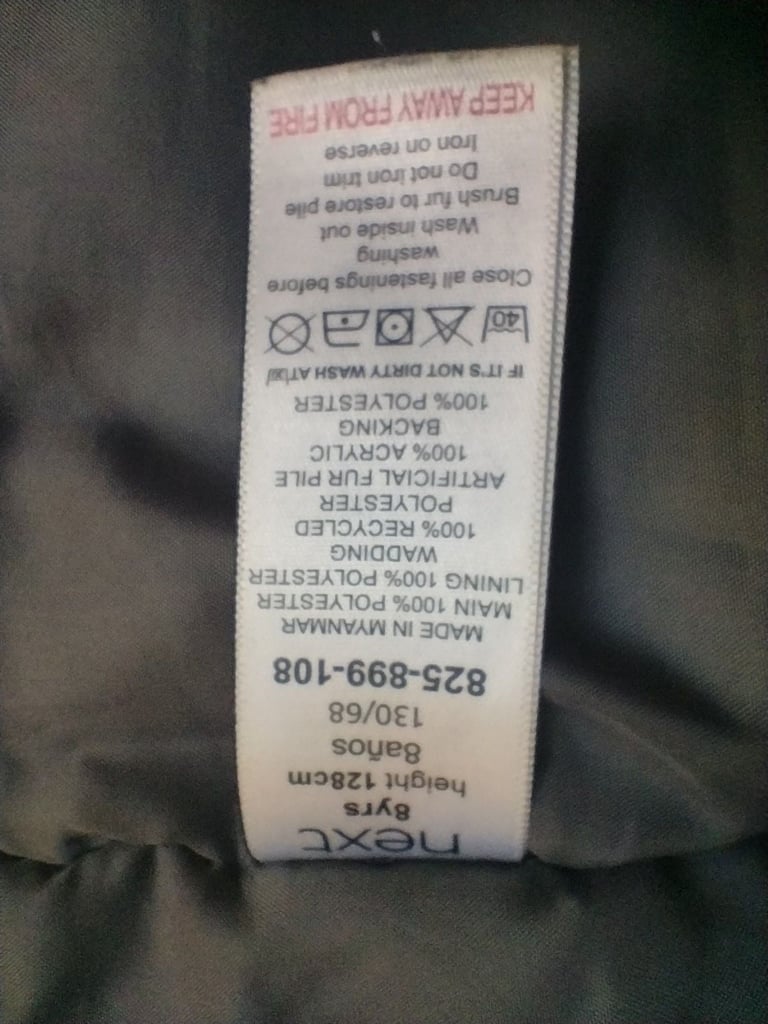 next
8yrs
height 128cm
8años
130/68
825-899-108
MADE IN MYANMAR
MAIN 100% POLYESTER
LINING 100% POLYESTER
WADDING
100% RECYCLED
POLYESTER
ARTIFICIAL FUR PILE
100% ACRYLIC
BACKING
100% POLYESTER
IF IT'S NOT DIRTY WASH AT
40
Close all fastenings before
washing
Wash inside out
Brush fur to restore pile
Do not iron trim
Iron on reverse
KEEP AWAY FROM FIRE